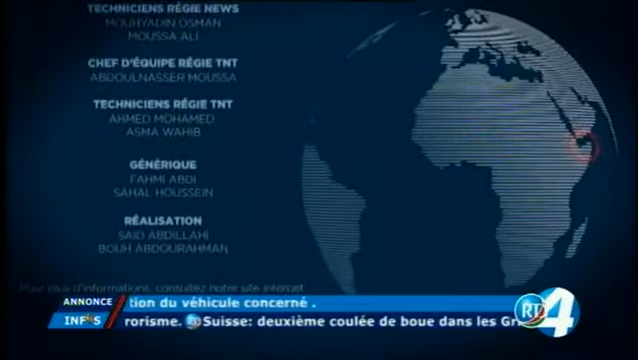 TECHNICIENS RÉGIE NEWS
MOUHYADIN OSMAN
MOUSSA ALI
CHEF D'ÉQUIPE RÉGIE TNT
ABDOULNASSER MOUSSA
TECHNICIENS RÉGIE TNT
AHMED MOHAMED
ASMA WAHIB
GÉNÉRIQUE
FAHMI ABDI
SAHAL HOUSSEIN
RÉALISATION
SAID ABDILLAHI
BOUH ABDOURAHMAN
Pour plus d'informations, consultez notre site internet
ANNONCE
tion du véhicule concerné .
INFOS
rorisme. Suisse: deuxième coulée de boue dans les Gri
RTD
4